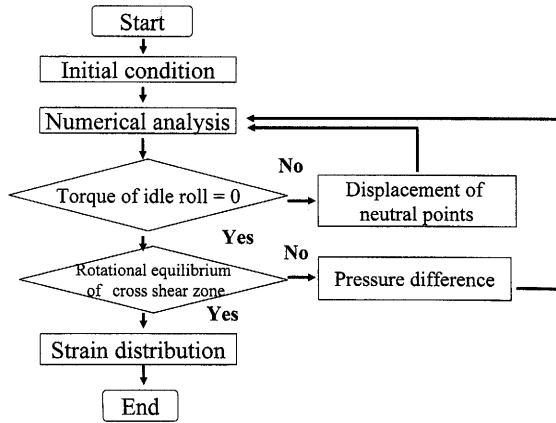 Start
Initial condition
Numerical analysis
Torque of idle roll = 0
No
Displacement of
neutral points
Yes
Rotational equilibrium
of cross shear zone
No
Pressure difference
Yes
Strain distribution
End